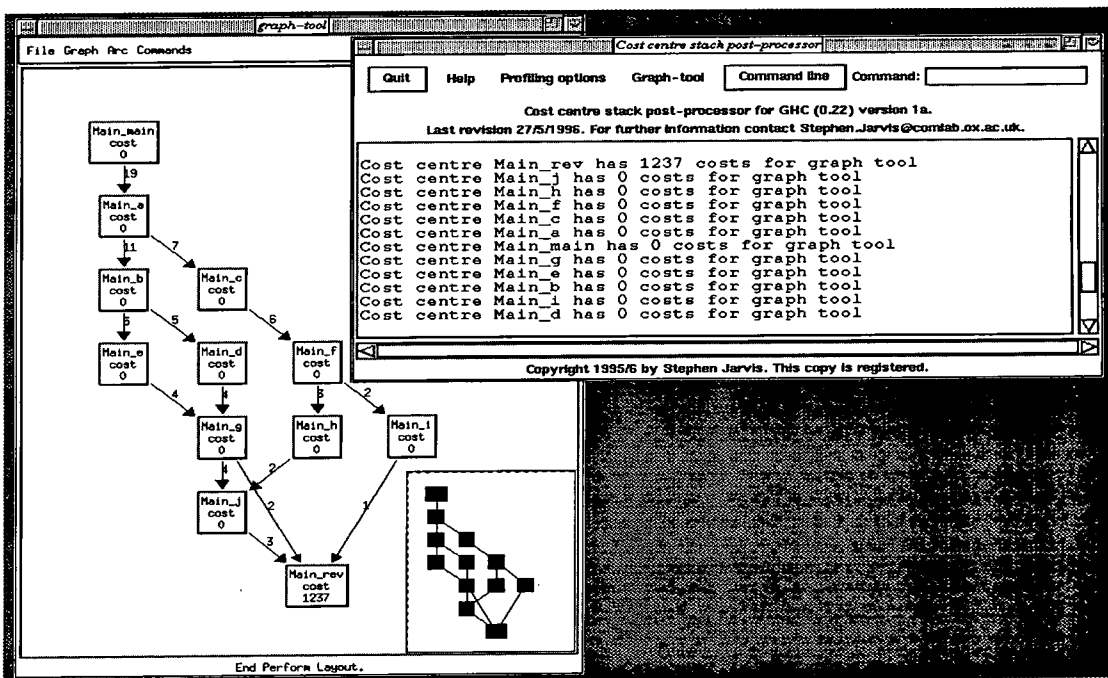 graph-tool
File Graph Arc Commands
Main_main
cost
0
19
Main_a
cost
0
11
7
Main_b
cost
0
Main_c
cost
0
5
6
Main_e
cost
0
Main_d
cost
0
Main_f
cost
0
4
4
3
2
Main_g
cost
0
Main_h
cost
0
Main_i
cost
0
4
2
2
1
Main_j
cost
0
3
Main_rev
cost
1237
End Perform Layout.
Cost centre stack post-processor
Quit Help Profiling options Graph-tool Command line Command:
Cost centre stack post-processor for GHC (0.22) version 1a.
Last revision 27/5/1996. For further information contact Stephen.Jarvis@comlab.ox.ac.uk.
Cost centre Main_rev has 1237 costs for graph tool
Cost centre Main_j has 0 costs for graph tool
Cost centre Main_h has 0 costs for graph tool
Cost centre Main_f has 0 costs for graph tool
Cost centre Main_c has 0 costs for graph tool
Cost centre Main_a has 0 costs for graph tool
Cost centre Main_main has 0 costs for graph tool
Cost centre Main_g has 0 costs for graph tool
Cost centre Main_e has 0 costs for graph tool
Cost centre Main_b has 0 costs for graph tool
Cost centre Main_i has 0 costs for graph tool
Cost centre Main_d has 0 costs for graph tool
Copyright 1995/6 by Stephen Jarvis. This copy is registered.